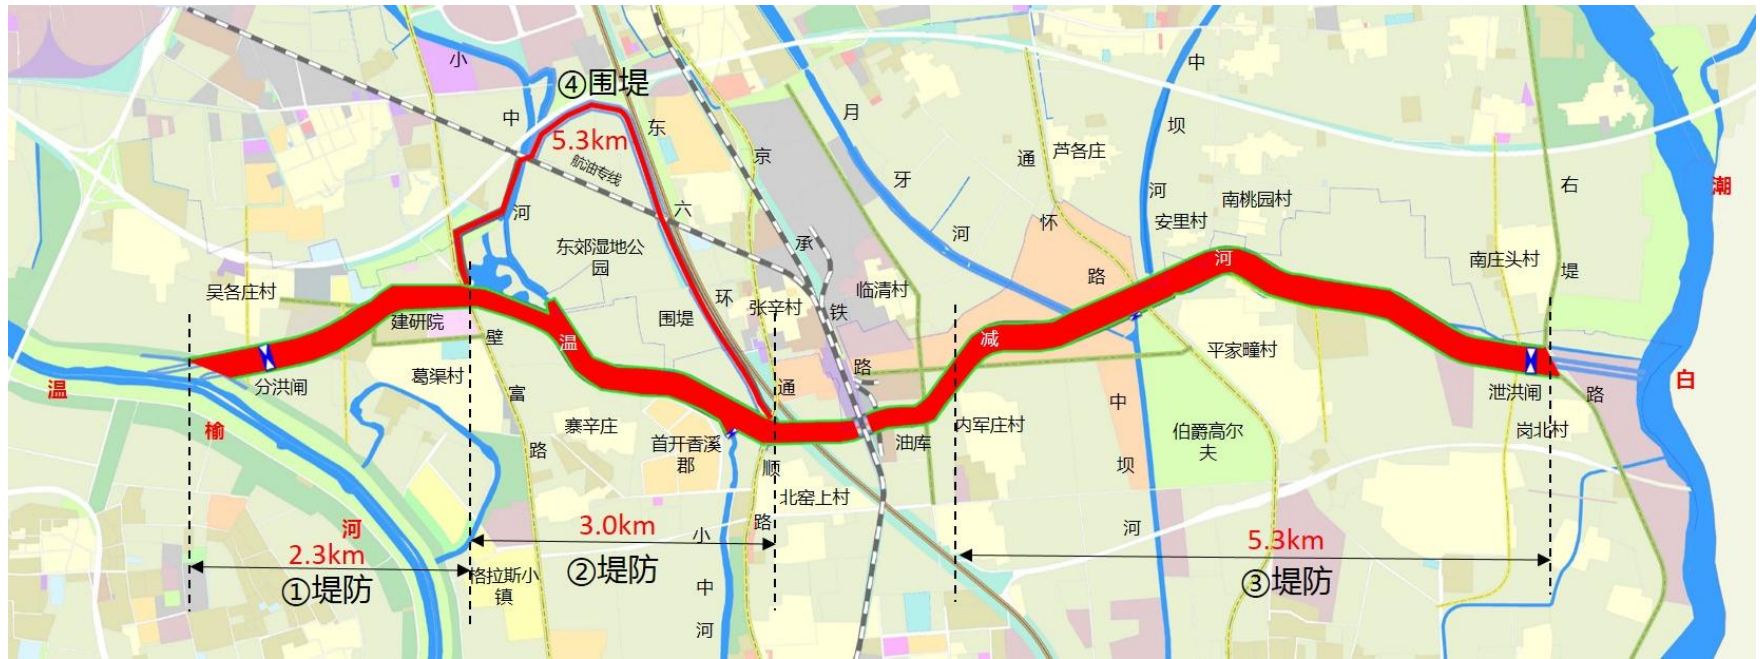 小
中
河
④围堤
5.3km
航油专线
东
六
环
京
承
铁
路
月
牙
河
通
怀
路
芦各庄
中
坝
河
安里村
南桃园村
南庄头村
右
堤
路
潮
白
河
吴各庄村
建研院
葛渠村
分洪闸
温
榆
河
东郊湿地公
园
围堤
张辛村
临清村
壁
富
路
温
减
河
寨辛庄
首开香溪
郡
通
顺
路
北窑上村
油库
内军庄村
平家疃村
伯爵高尔
夫
中
坝
河
泄洪闸
岗北村
小
中
河
格拉斯小
镇
2.3km
①堤防
3.0km
②堤防
5.3km
③堤防